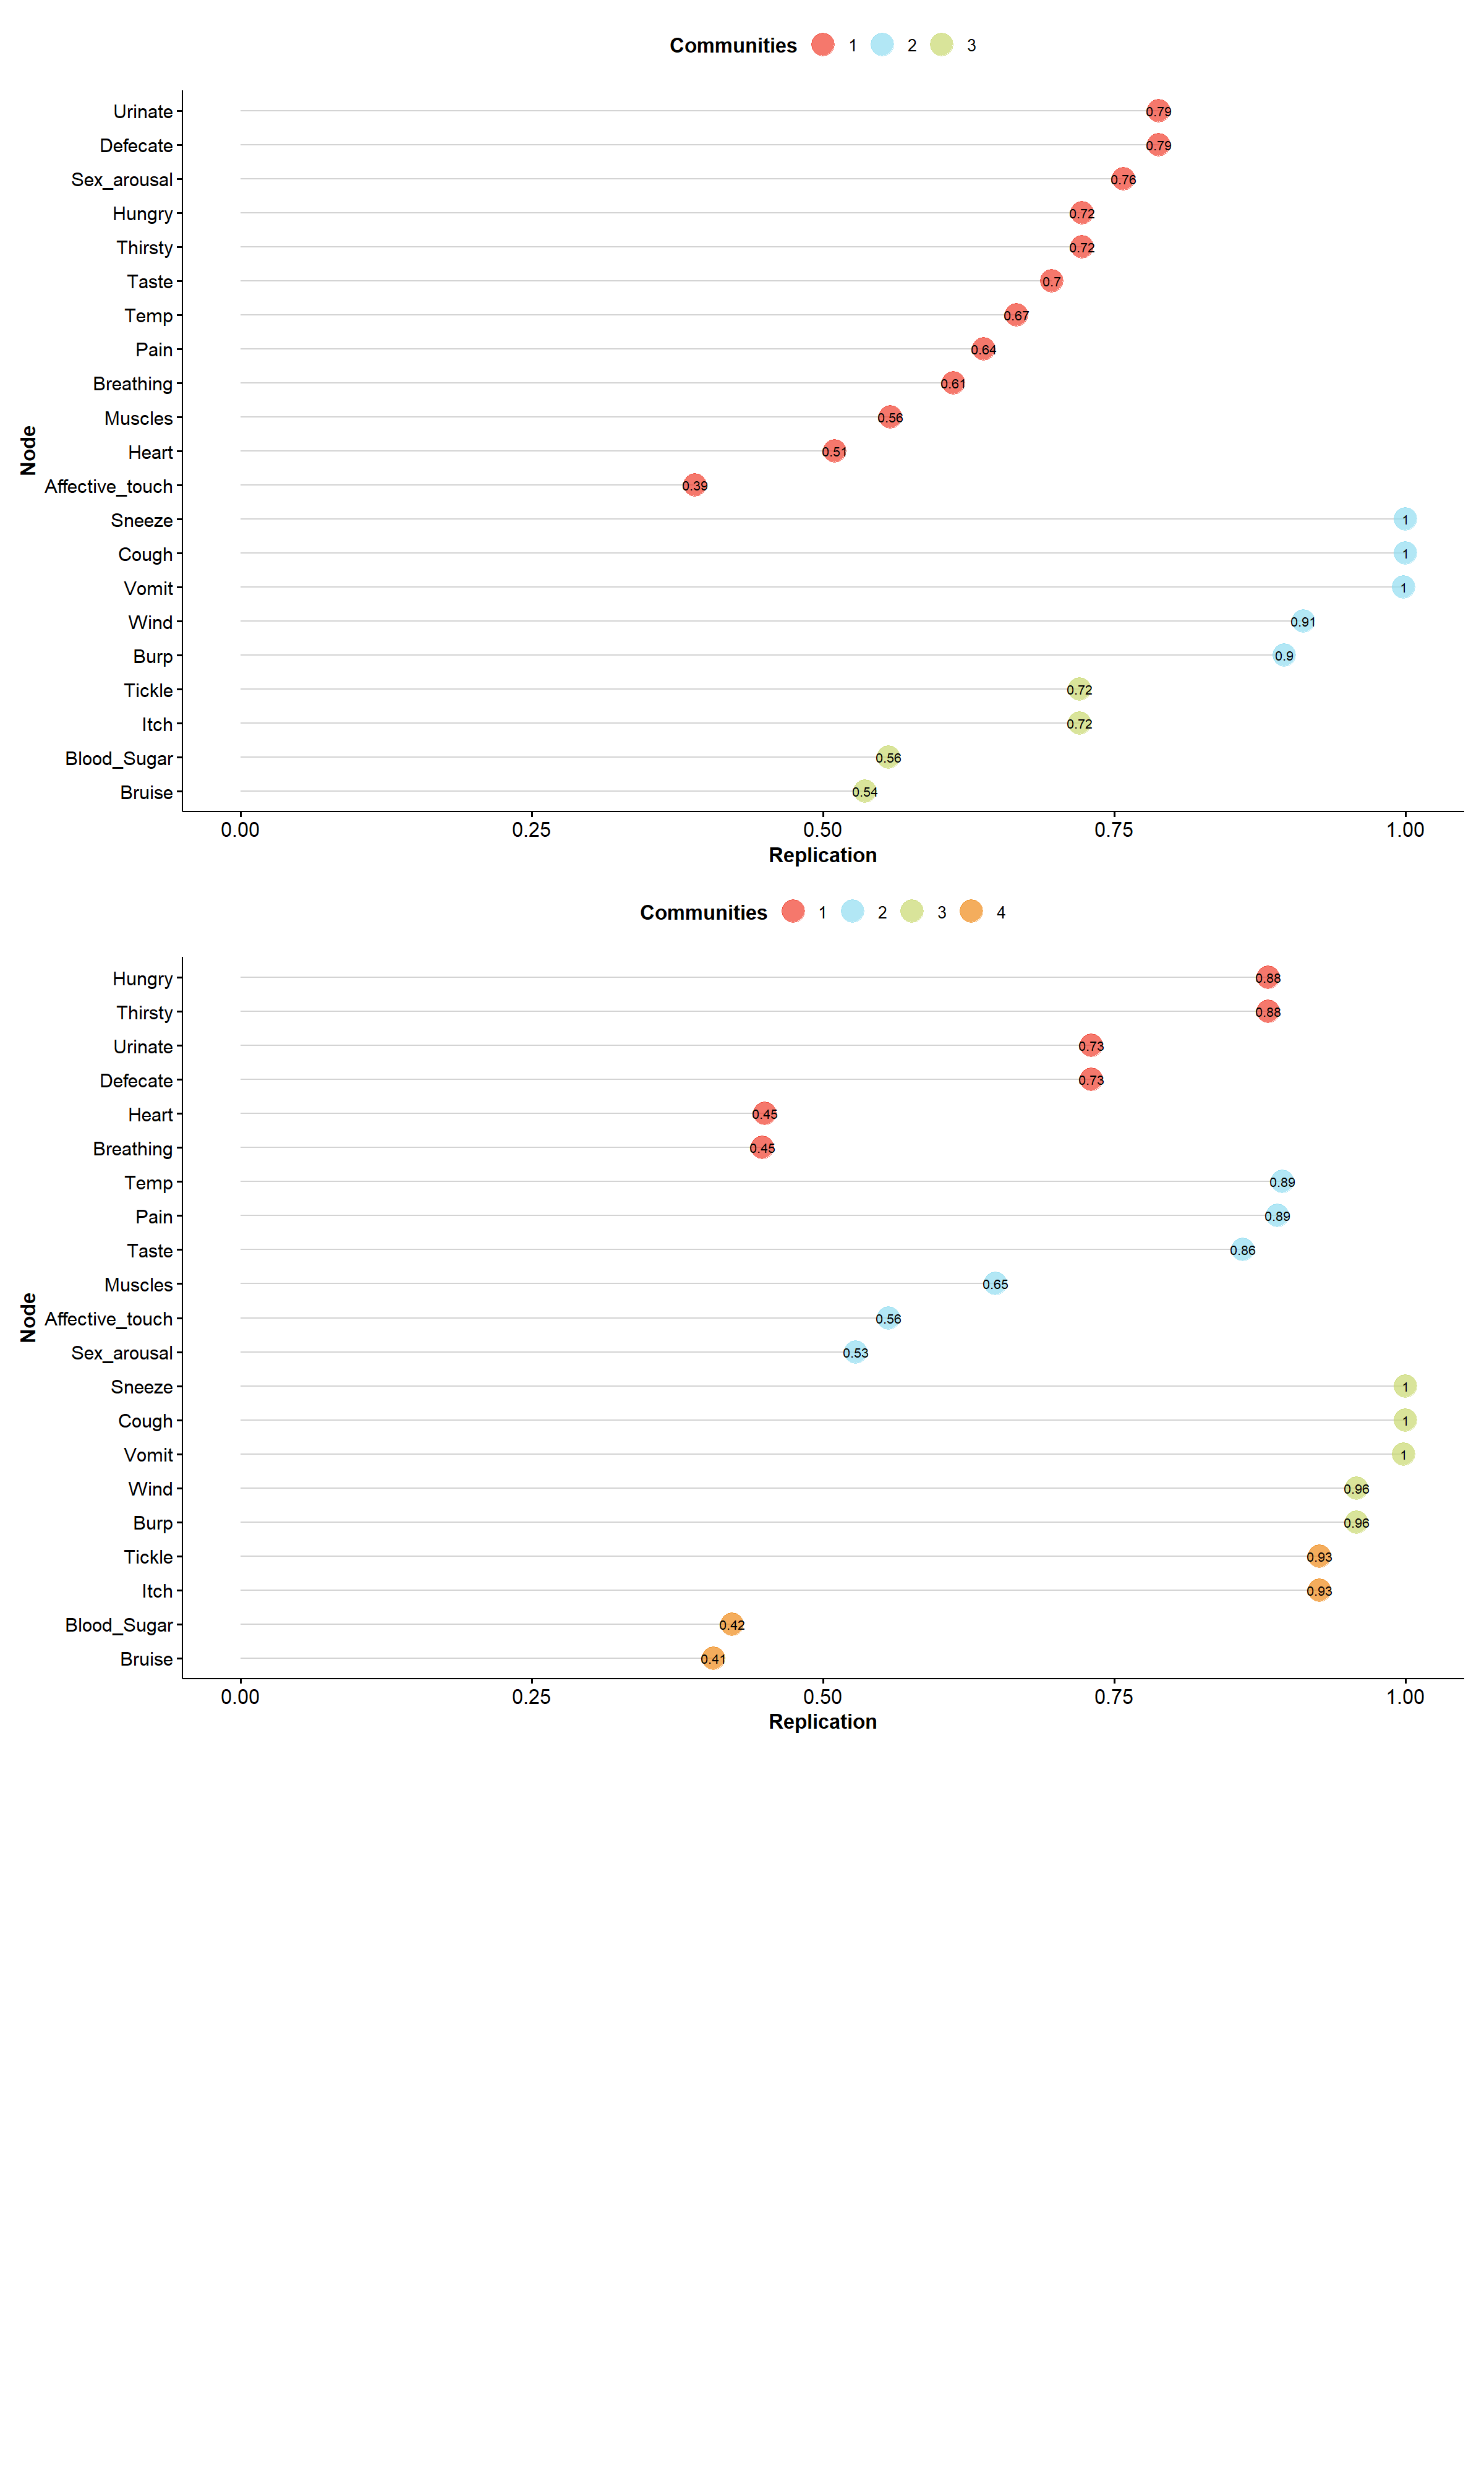 Communities 1 2 3
Urinate 0.79
Defecate 0.79
Sex_arousal 0.76
Hungry 0.72
Thirsty 0.72
Taste 0.7
Temp 0.67
Pain 0.64
Breathing 0.61
Muscles 0.56
Node
Heart 0.51
Affective_touch 0.39
Sneeze 1
Cough 1
Vomit 1
Wind 0.91
Burp 0.9
Tickle 0.72
Itch 0.72
Blood_Sugar 0.56
Bruise 0.54
0.00 0.25 0.50 0.75 1.00
Replication
Communities 1 2 3 4
Hungry 0.88
Thirsty 0.88
Urinate 0.73
Defecate 0.73
Heart 0.45
Breathing 0.45
Temp 0.89
Pain 0.89
Taste 0.86
Muscles 0.65
Node
Affective_touch 0.56
Sex_arousal 0.53
Sneeze 1
Cough 1
Vomit 1
Wind 0.96
Burp 0.96
Tickle 0.93
Itch 0.93
Blood_Sugar 0.42
Bruise 0.41
0.00 0.25 0.50 0.75 1.00
Replication